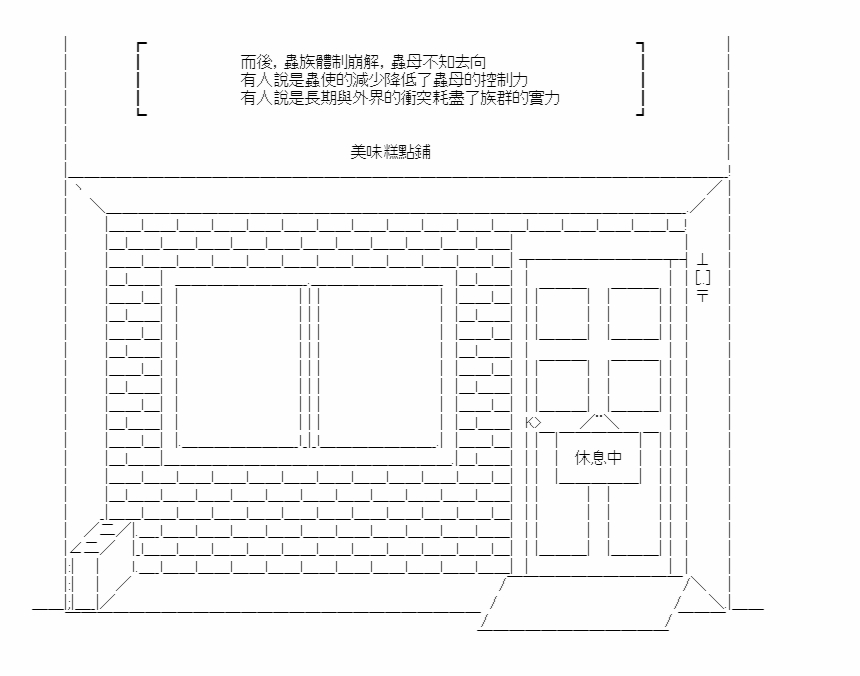 而後，蟲族體制崩解，蟲母不知去向
有人說是蟲使的減少降低了蟲母的控制力
有人說是長期與外界的衝突耗盡了族群的實力
美味糕點鋪
休息中